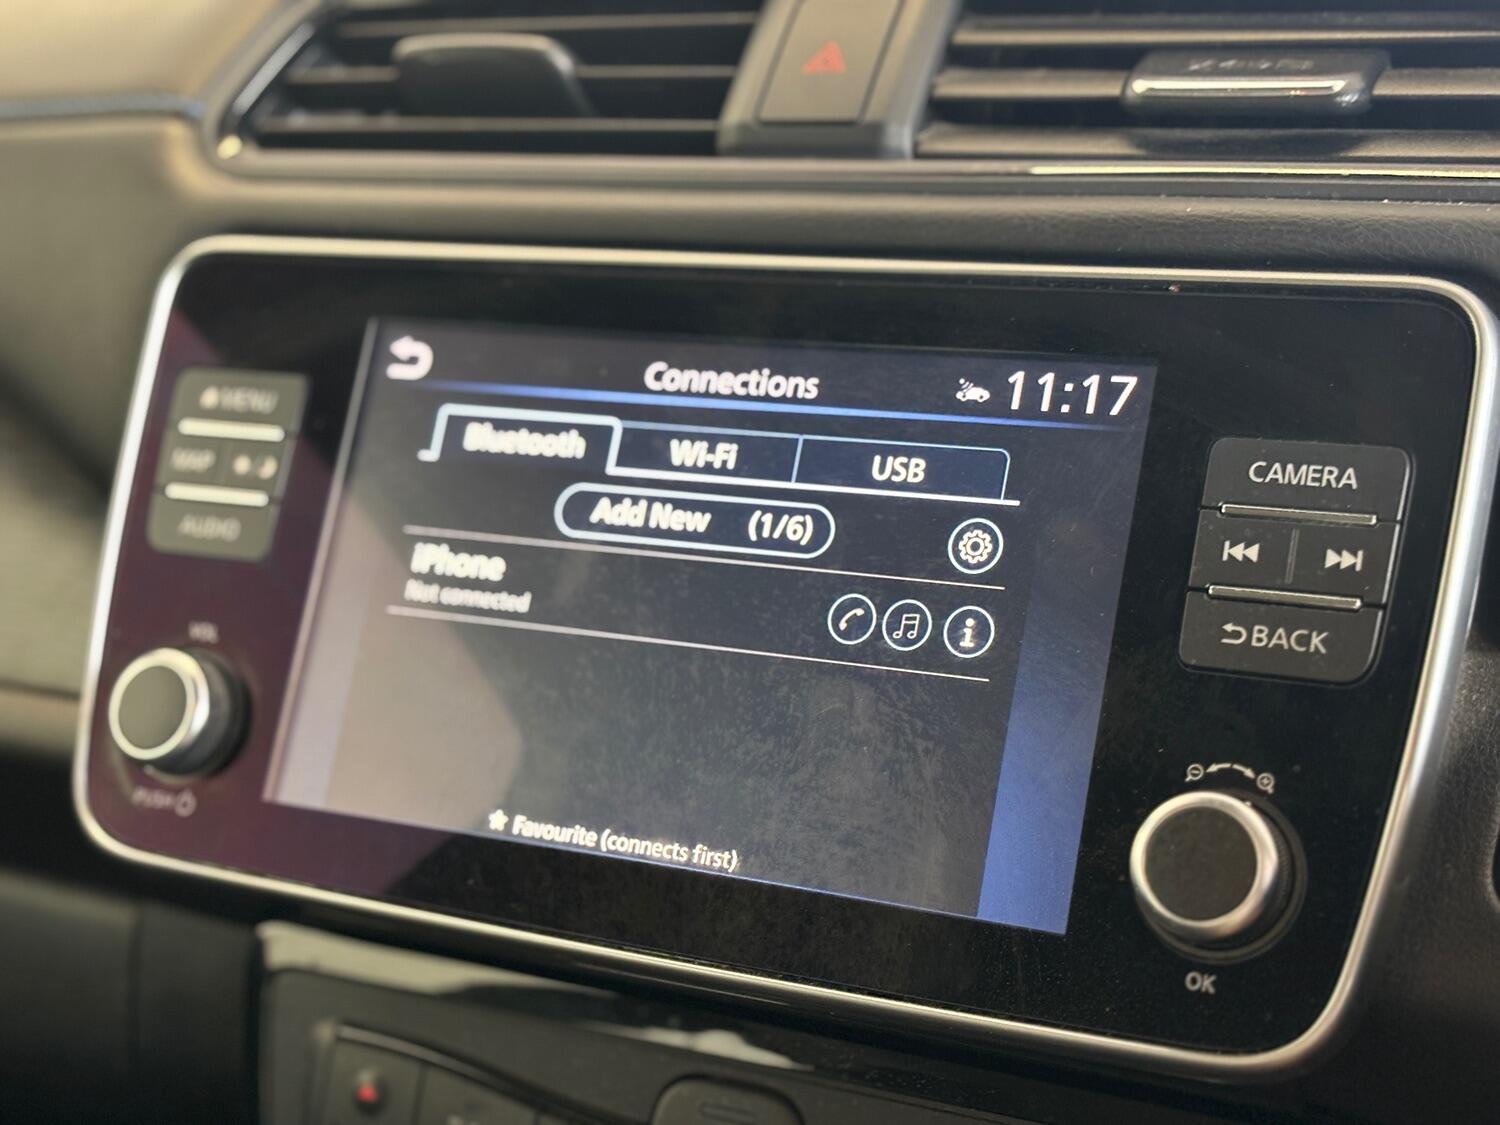 Connections
11:17
Bluetooth
Wi-Fi
USB
Add New (1/6)
iPhone
Not connected
Favourite (connects first)
MENU
MAP
AUDIO
VOL
PUSH
CAMERA
BACK
OK